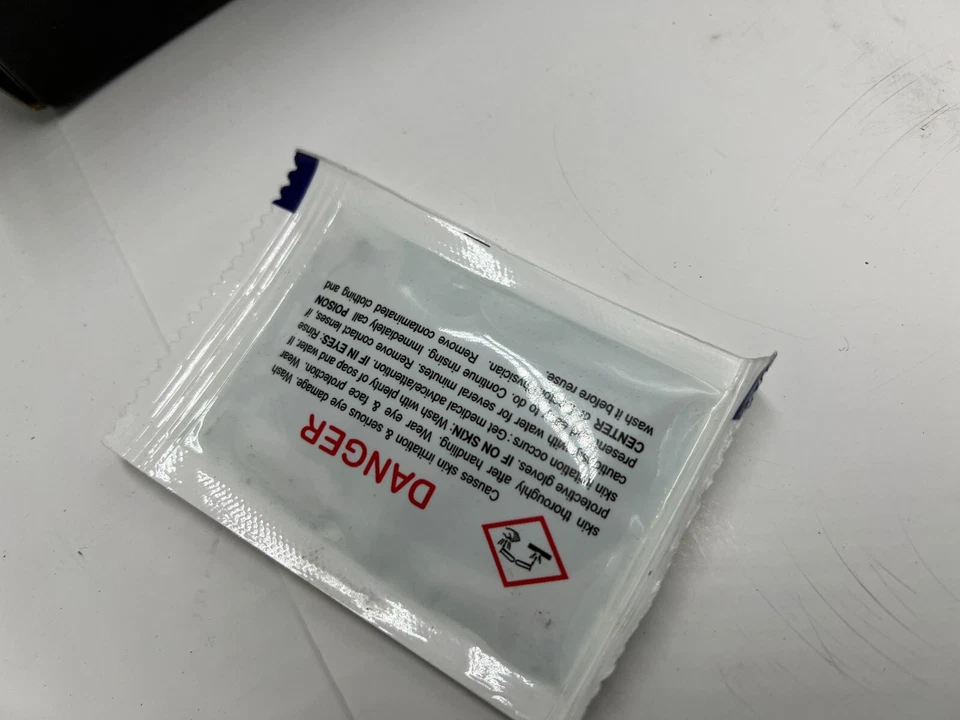 DANGER
Causes skin irritation & serious eye damage. Wash
skin thoroughly after handling. Wear eye & face protection. Wear
protective gloves. IF ON SKIN: Wash with plenty of soap and water. If
skin irritation occurs: Get medical advice/attention. IF IN EYES: Rinse
with water for several minutes. Remove contact lenses, if
present to do. Continue rinsing. Immediately call POISON
CENTER or doctor/physician. Remove contaminated clothing and
wash it before reuse.